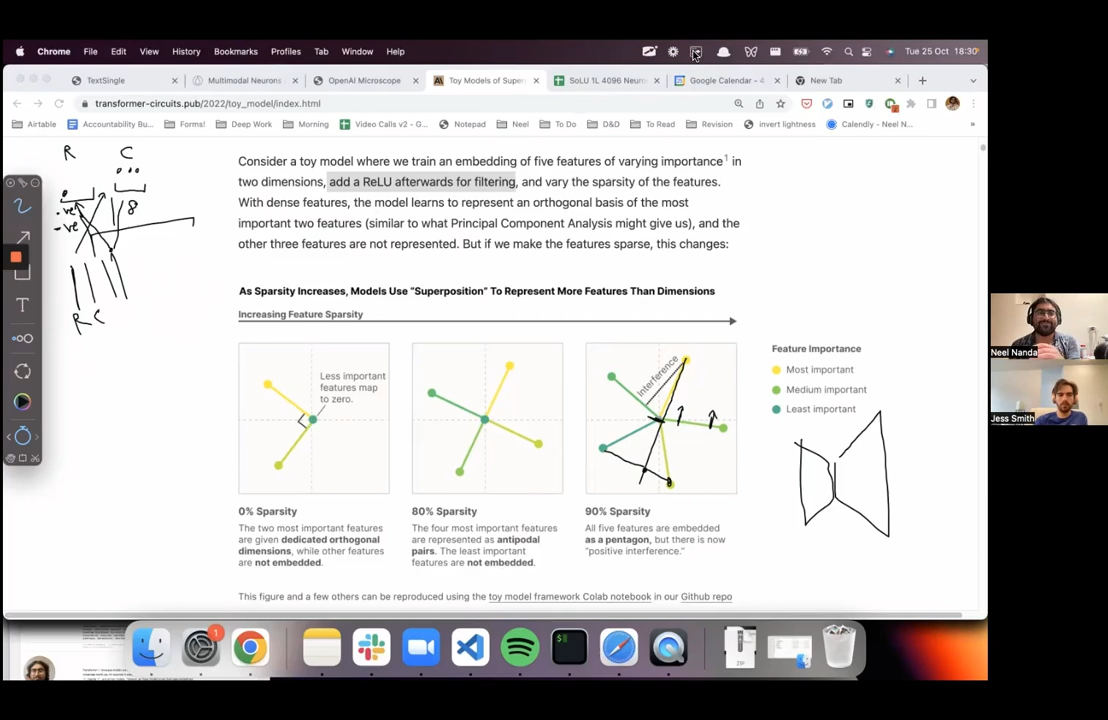 Chrome File Edit View History Bookmarks Profiles Tab Window Help Tue 25 Oct 18:30
TextSingle Multimodal Neurons OpenAI Microscope Toy Models of Super SoLU 1L 4096 Neur Google Calendar - 4 New Tab
transformer-circuits.pub/2022/toy_model/index.html
Airtable Accountability Bu... Forms! Deep Work Morning Video Calls v2 - G... Notepad Neel To Do D&D To Read Revision invert lightness Calendly - Neel N... »
R C
-ve 8
-ve
R C
T
Consider a toy model where we train an embedding of five features of varying importance1 in
two dimensions, add a ReLU afterwards for filtering, and vary the sparsity of the features.
With dense features, the model learns to represent an orthogonal basis of the most
important two features (similar to what Principal Component Analysis might give us), and the
other three features are not represented. But if we make the features sparse, this changes:
As Sparsity Increases, Models Use "Superposition" To Represent More Features Than Dimensions
Increasing Feature Sparsity
Less important
features map
to zero.
Interference
Feature Importance
Most important
Medium important
Least important
0% Sparsity
The two most important features
are given dedicated orthogonal
dimensions, while other features
are not embedded.
80% Sparsity
The four most important features
are represented as antipodal
pairs. The least important
features are not embedded.
90% Sparsity
All five features are embedded
as a pentagon, but there is now
"positive interference."
This figure and a few others can be reproduced using the toy model framework Colab notebook in our Github repo
Neel Nanda
Jess Smith
1
ZIP